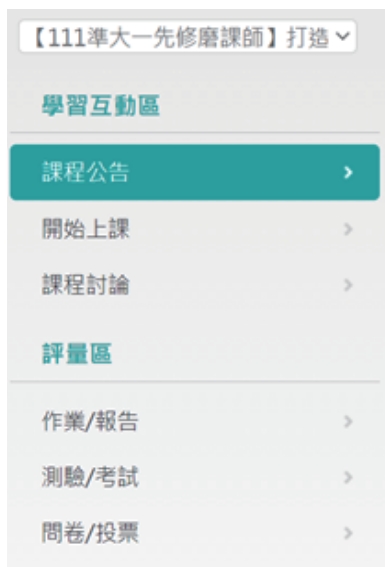 【111準大一先修磨課師】打造
學習互動區
課程公告
開始上課
課程討論
評量區
作業/報告
測驗/考試
問卷/投票